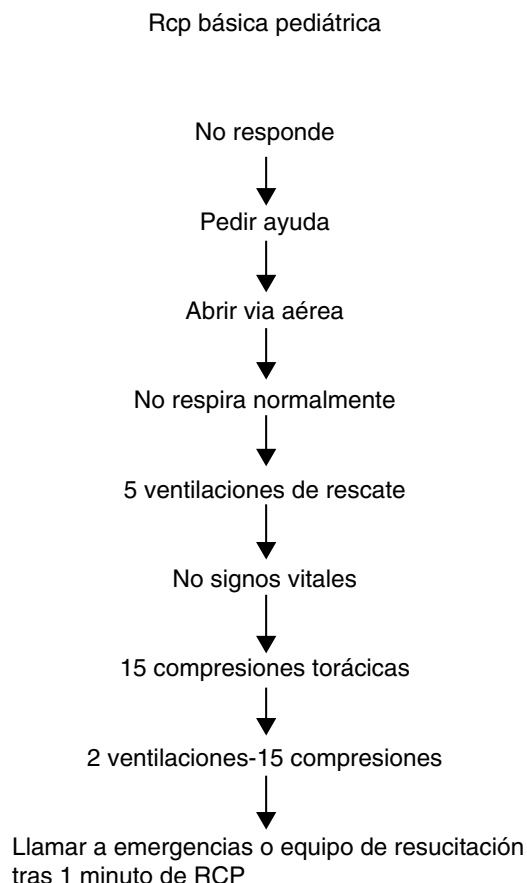 Rcp básica pediátrica
No responde
Pedir ayuda
Abrir via aérea
No respira normalmente
5 ventilaciones de rescate
No signos vitales
15 compresiones torácicas
2 ventilaciones-15 compresiones
Llamar a emergencias o equipo de resucitación
tras 1 minuto de RCP